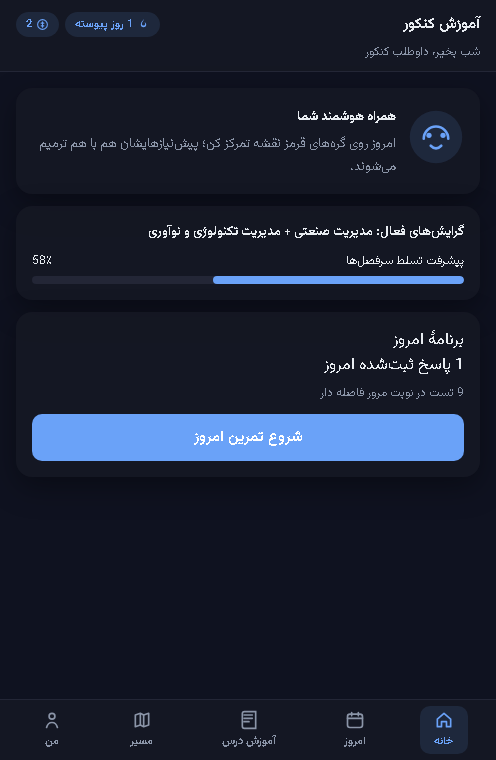 آموزش کنکور
1 روز پیوسته
2
شب بخیر، داوطلب کنکور
همراه هوشمند شما
امروز روی گره‌های قرمز نقشه تمرکز کن؛ پیش‌نیازهایشان هم با هم ترمیم
می‌شوند.
گرایش‌های فعال: مدیریت صنعتی + مدیریت تکنولوژی و نوآوری
پیشرفت تسلط سرفصل‌ها
58٪
برنامهٔ امروز
1 پاسخ ثبت‌شده امروز
9 تست در نوبت مرور فاصله دار
شروع تمرین امروز
خانه
امروز
آموزش درس
مسیر
من